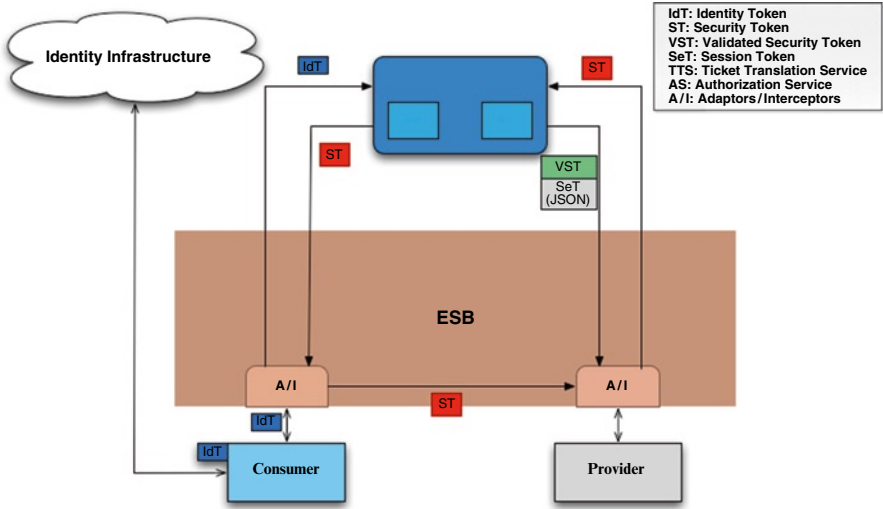 IdT: Identity Token
ST: Security Token
VST: Validated Security Token
SeT: Session Token
TTS: Ticket Translation Service
AS: Authorization Service
A/I: Adaptors/Interceptors
Identity Infrastructure
IdT
ST
ST
VST
SeT
(JSON)
ESB
A/I
A/I
ST
IdT
IdT
Consumer
Provider